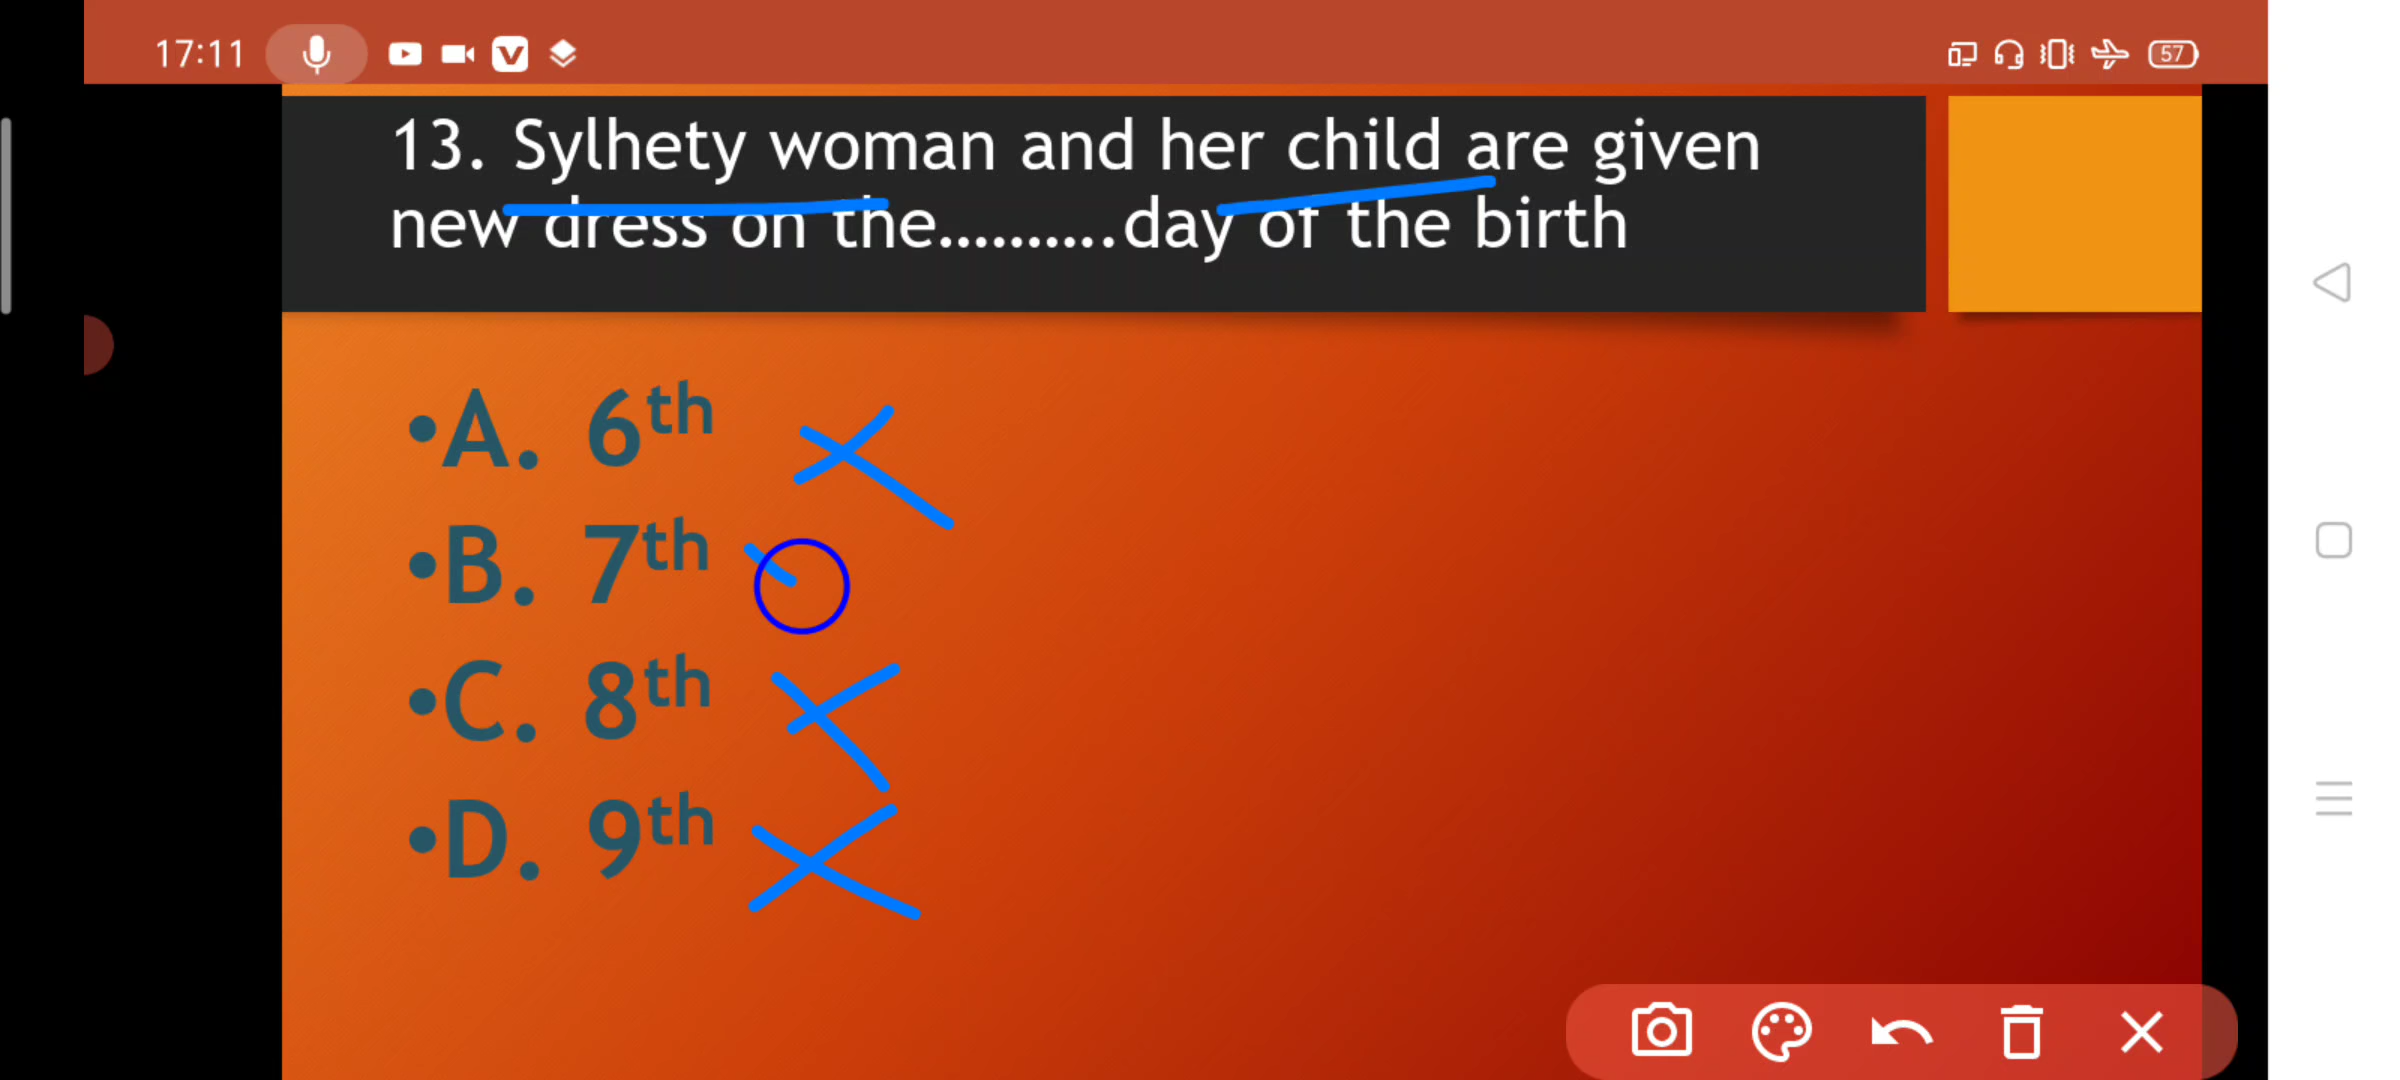 17:11
57
13. Sylhety woman and her child are given
new dress on the..........day of the birth
•A. 6th
•B. 7th
•C. 8th
•D. 9th